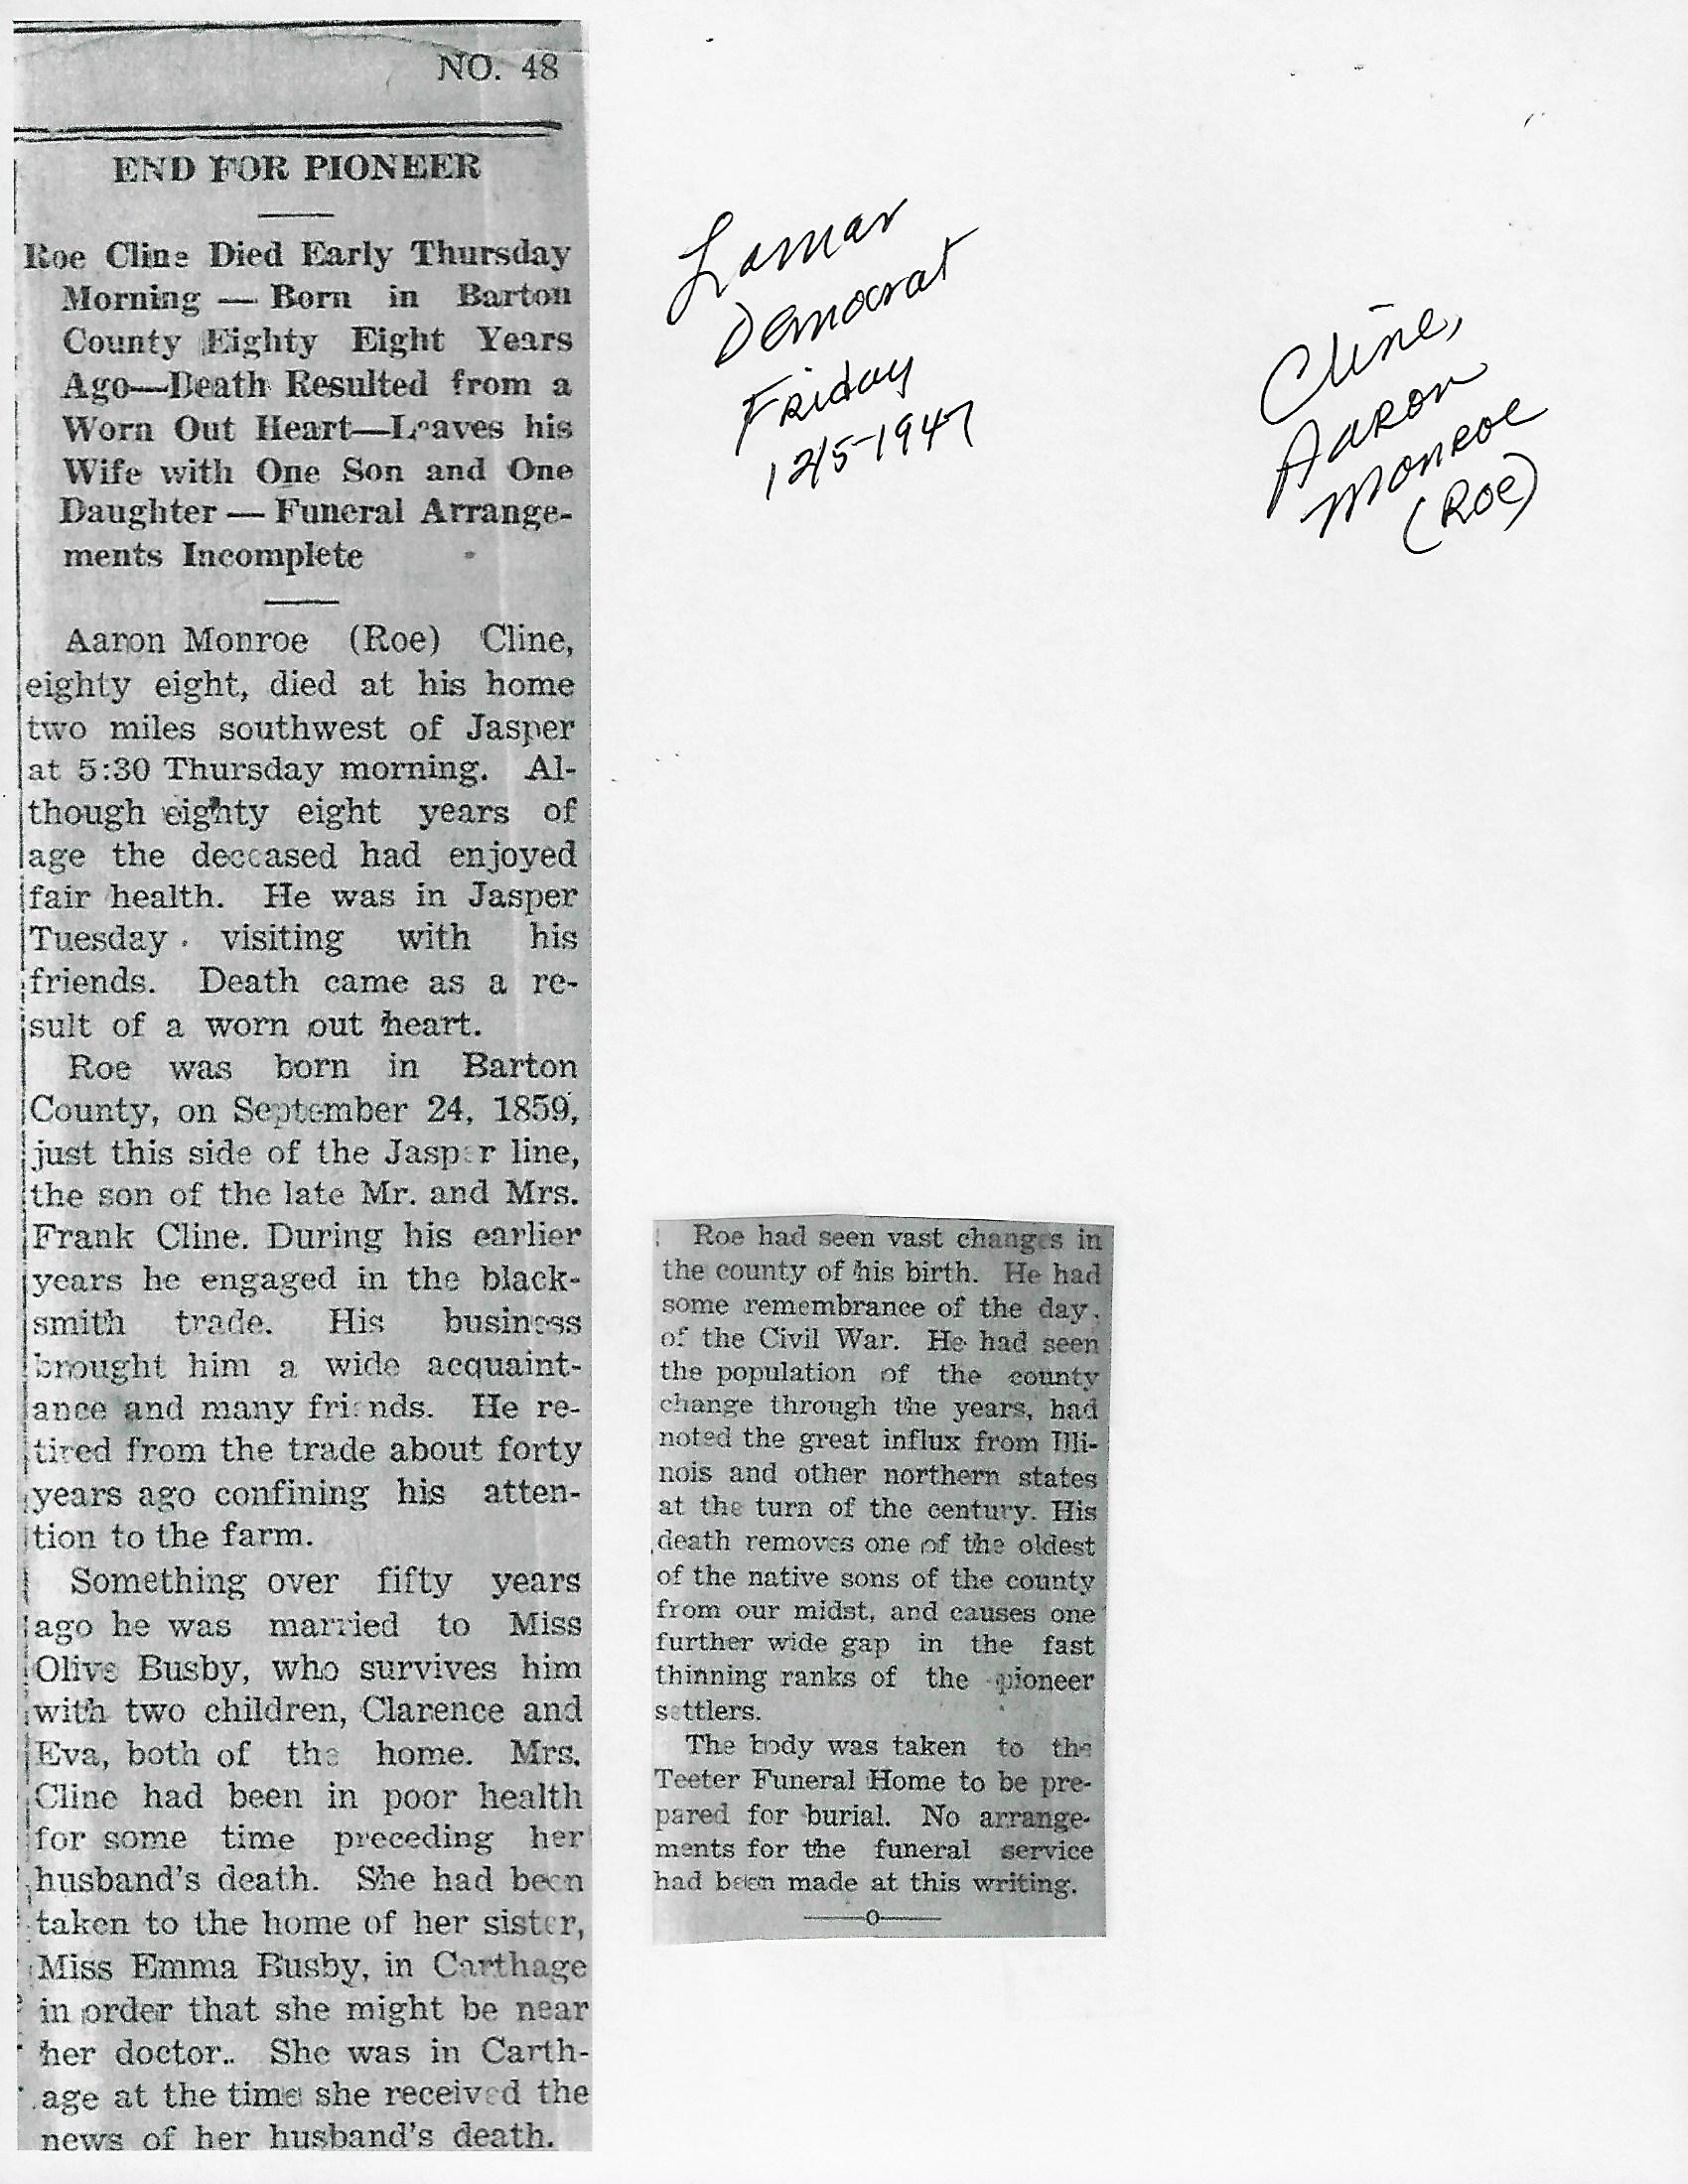 NO. 48
END FOR PIONEER
Roe Cline Died Early Thursday
Morning — Born in Barton
County Eighty Eight Years
Ago—Death Resulted from a
Worn Out Heart—Leaves his
Wife with One Son and One
Daughter — Funeral Arrange-
ments Incomplete
Aaron Monroe (Roe) Cline,
eighty eight, died at his home
two miles southwest of Jasper
at 5:30 Thursday morning. Al-
though eighty eight years of
age the deceased had enjoyed
fair health. He was in Jasper
Tuesday visiting with his
friends. Death came as a re-
sult of a worn out heart.
Roe was born in Barton
County, on September 24, 1859,
just this side of the Jasper line,
the son of the late Mr. and Mrs.
Frank Cline. During his earlier
years he engaged in the black-
smith trade. His business
brought him a wide acquaint-
ance and many friends. He re-
tired from the trade about forty
years ago confining his atten-
tion to the farm.
Something over fifty years
ago he was married to Miss
Olive Busby, who survives him
with two children, Clarence and
Eva, both of the home. Mrs.
Cline had been in poor health
for some time preceding her
husband's death. She had been
taken to the home of her sister,
Miss Emma Busby, in Carthage
in order that she might be near
her doctor.. She was in Carth-
age at the time she received the
news of her husband's death.
Roe had seen vast changes in
the county of his birth. He had
some remembrance of the day
of the Civil War. He had seen
the population of the county
change through the years, had
noted the great influx from Illi-
nois and other northern states
at the turn of the century. His
death removes one of the oldest
of the native sons of the county
from our midst, and causes one
further wide gap in the fast
thinning ranks of the pioneer
settlers.
The body was taken to the
Teeter Funeral Home to be pre-
pared for burial. No arrange-
ments for the funeral service
had been made at this writing.
——o——
Lamar
Democrat
Friday
12/5-1947
Cline,
Aaron
Monroe
(Roe)